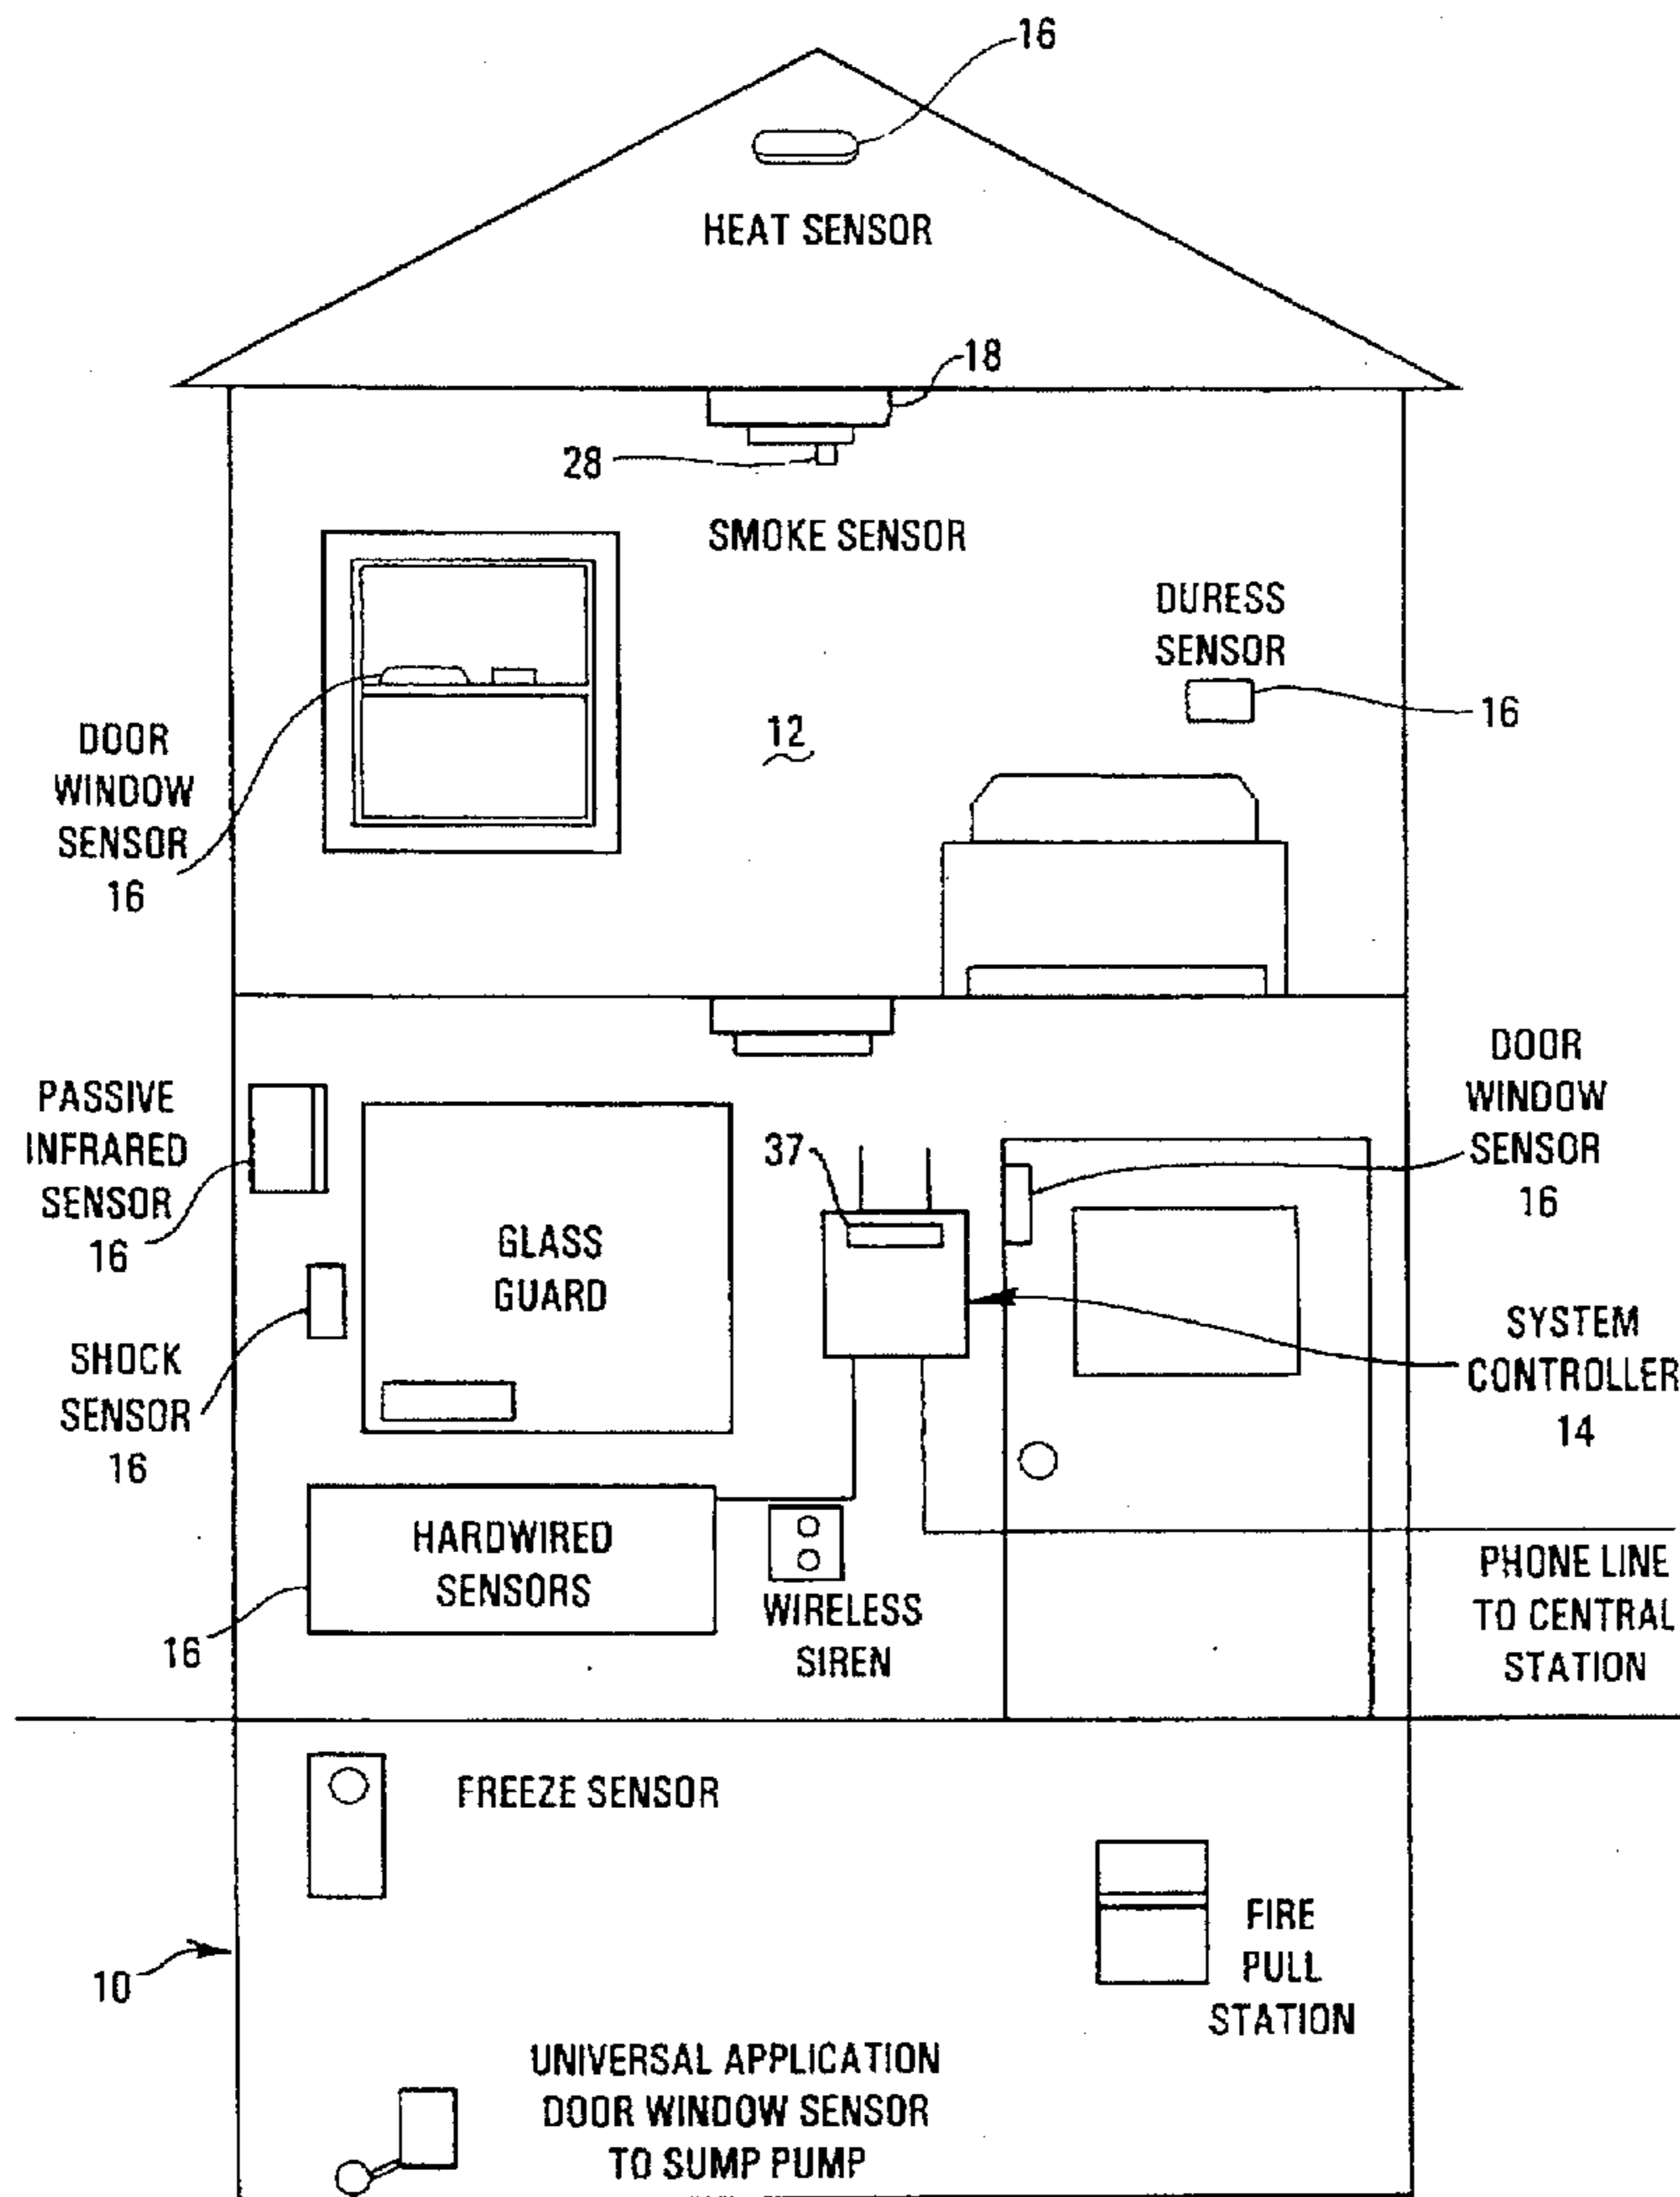 16
HEAT SENSOR
18
28
SMOKE SENSOR
DURESS
SENSOR
16
DOOR
WINDOW
SENSOR
16
12
PASSIVE
INFRARED
SENSOR
16
GLASS
GUARD
37
DOOR
WINDOW
SENSOR
16
SHOCK
SENSOR
16
SYSTEM
CONTROLLER
14
HARDWIRED
SENSORS
16
WIRELESS
SIREN
PHONE LINE
TO CENTRAL
STATION
FREEZE SENSOR
FIRE
PULL
STATION
10
UNIVERSAL APPLICATION
DOOR WINDOW SENSOR
TO SUMP PUMP